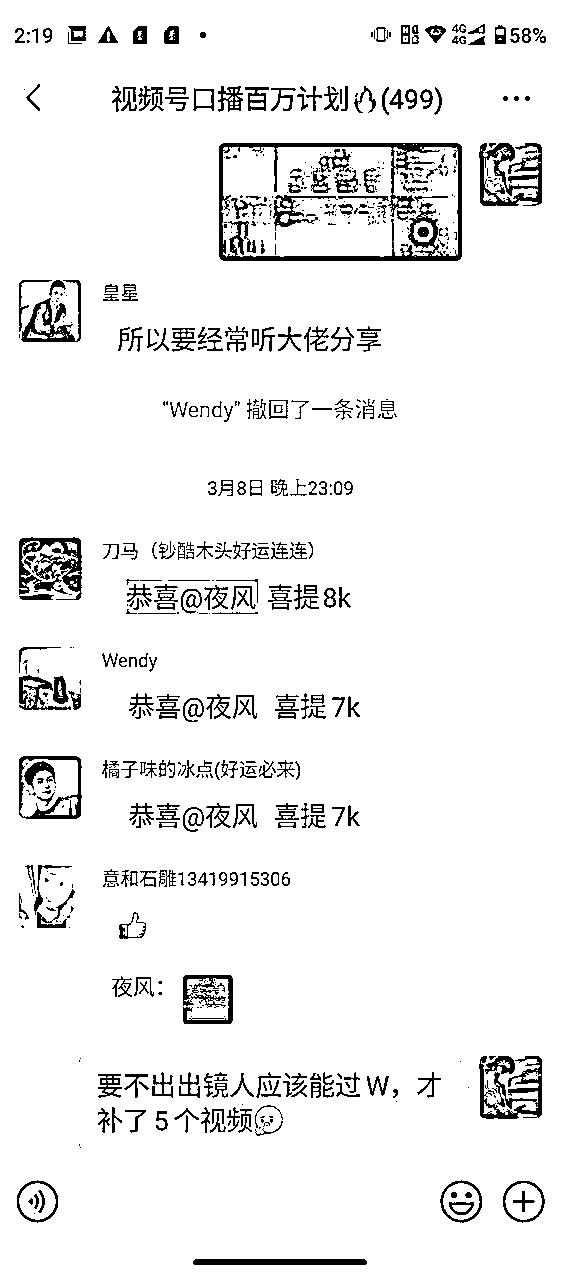 2:19
4G
4G
58%
视频号口播百万计划🔥(499)
皇星
所以要经常听大佬分享
“Wendy” 撤回了一条消息
3月8日 晚上23:09
刀马（钞酷木头好运连连）
恭喜@夜风 喜提8k
Wendy
恭喜@夜风 喜提7k
橘子味的冰点(好运必来)
恭喜@夜风 喜提7k
意和石雕13419915306
夜风：
要不出出镜人应该能过W，才
补了5个视频